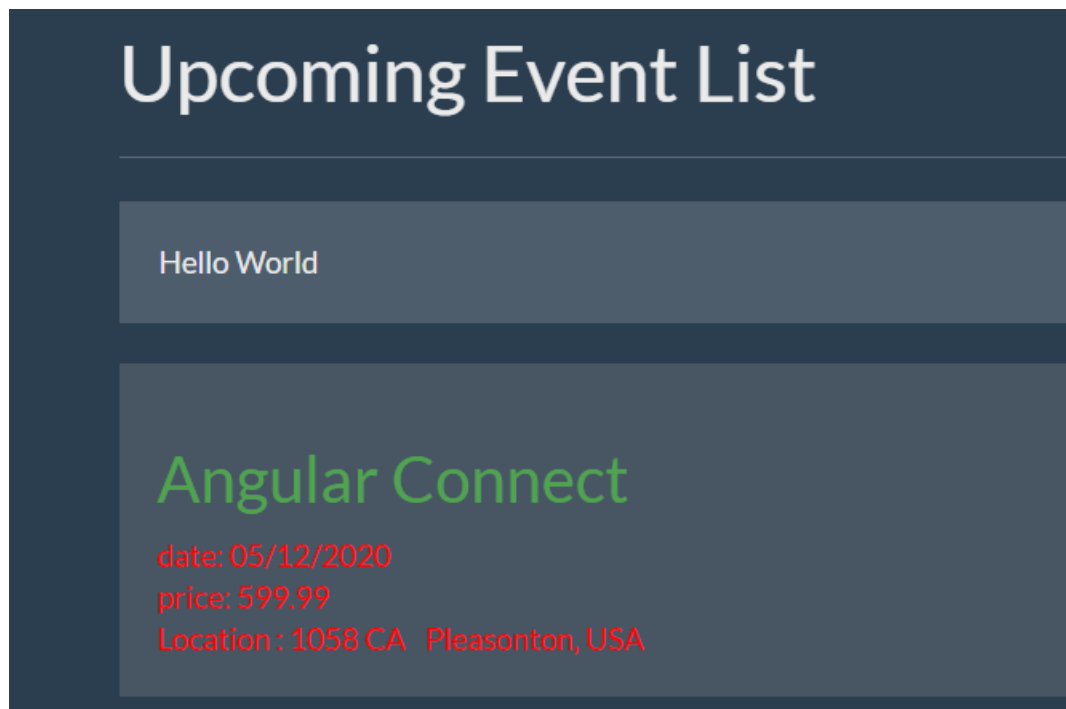 Upcoming Event List
Hello World
Angular Connect
date: 05/12/2020
price: 599.99
Location : 1058 CA Pleasonton, USA